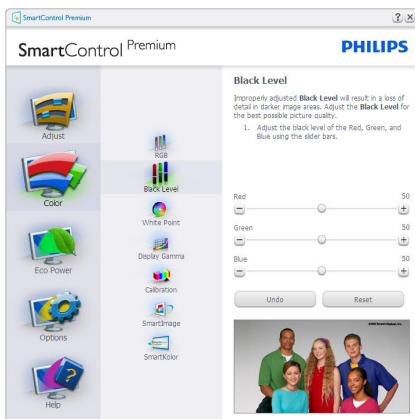 SmartControl Premium
SmartControl Premium
PHILIPS
Adjust
Color
Eco Power
Options
Help
RGB
Black Level
White Point
Display Gamma
Calibration
SmartImage
SmartKolor
Black Level
Improperly adjusted Black Level will result in a loss of
detail in darker image areas. Adjust the Black Level for
the best possible picture quality.
1. Adjust the black level of the Red, Green, and
Blue using the slider bars.
Red 50
Green 50
Blue 50
Undo Reset